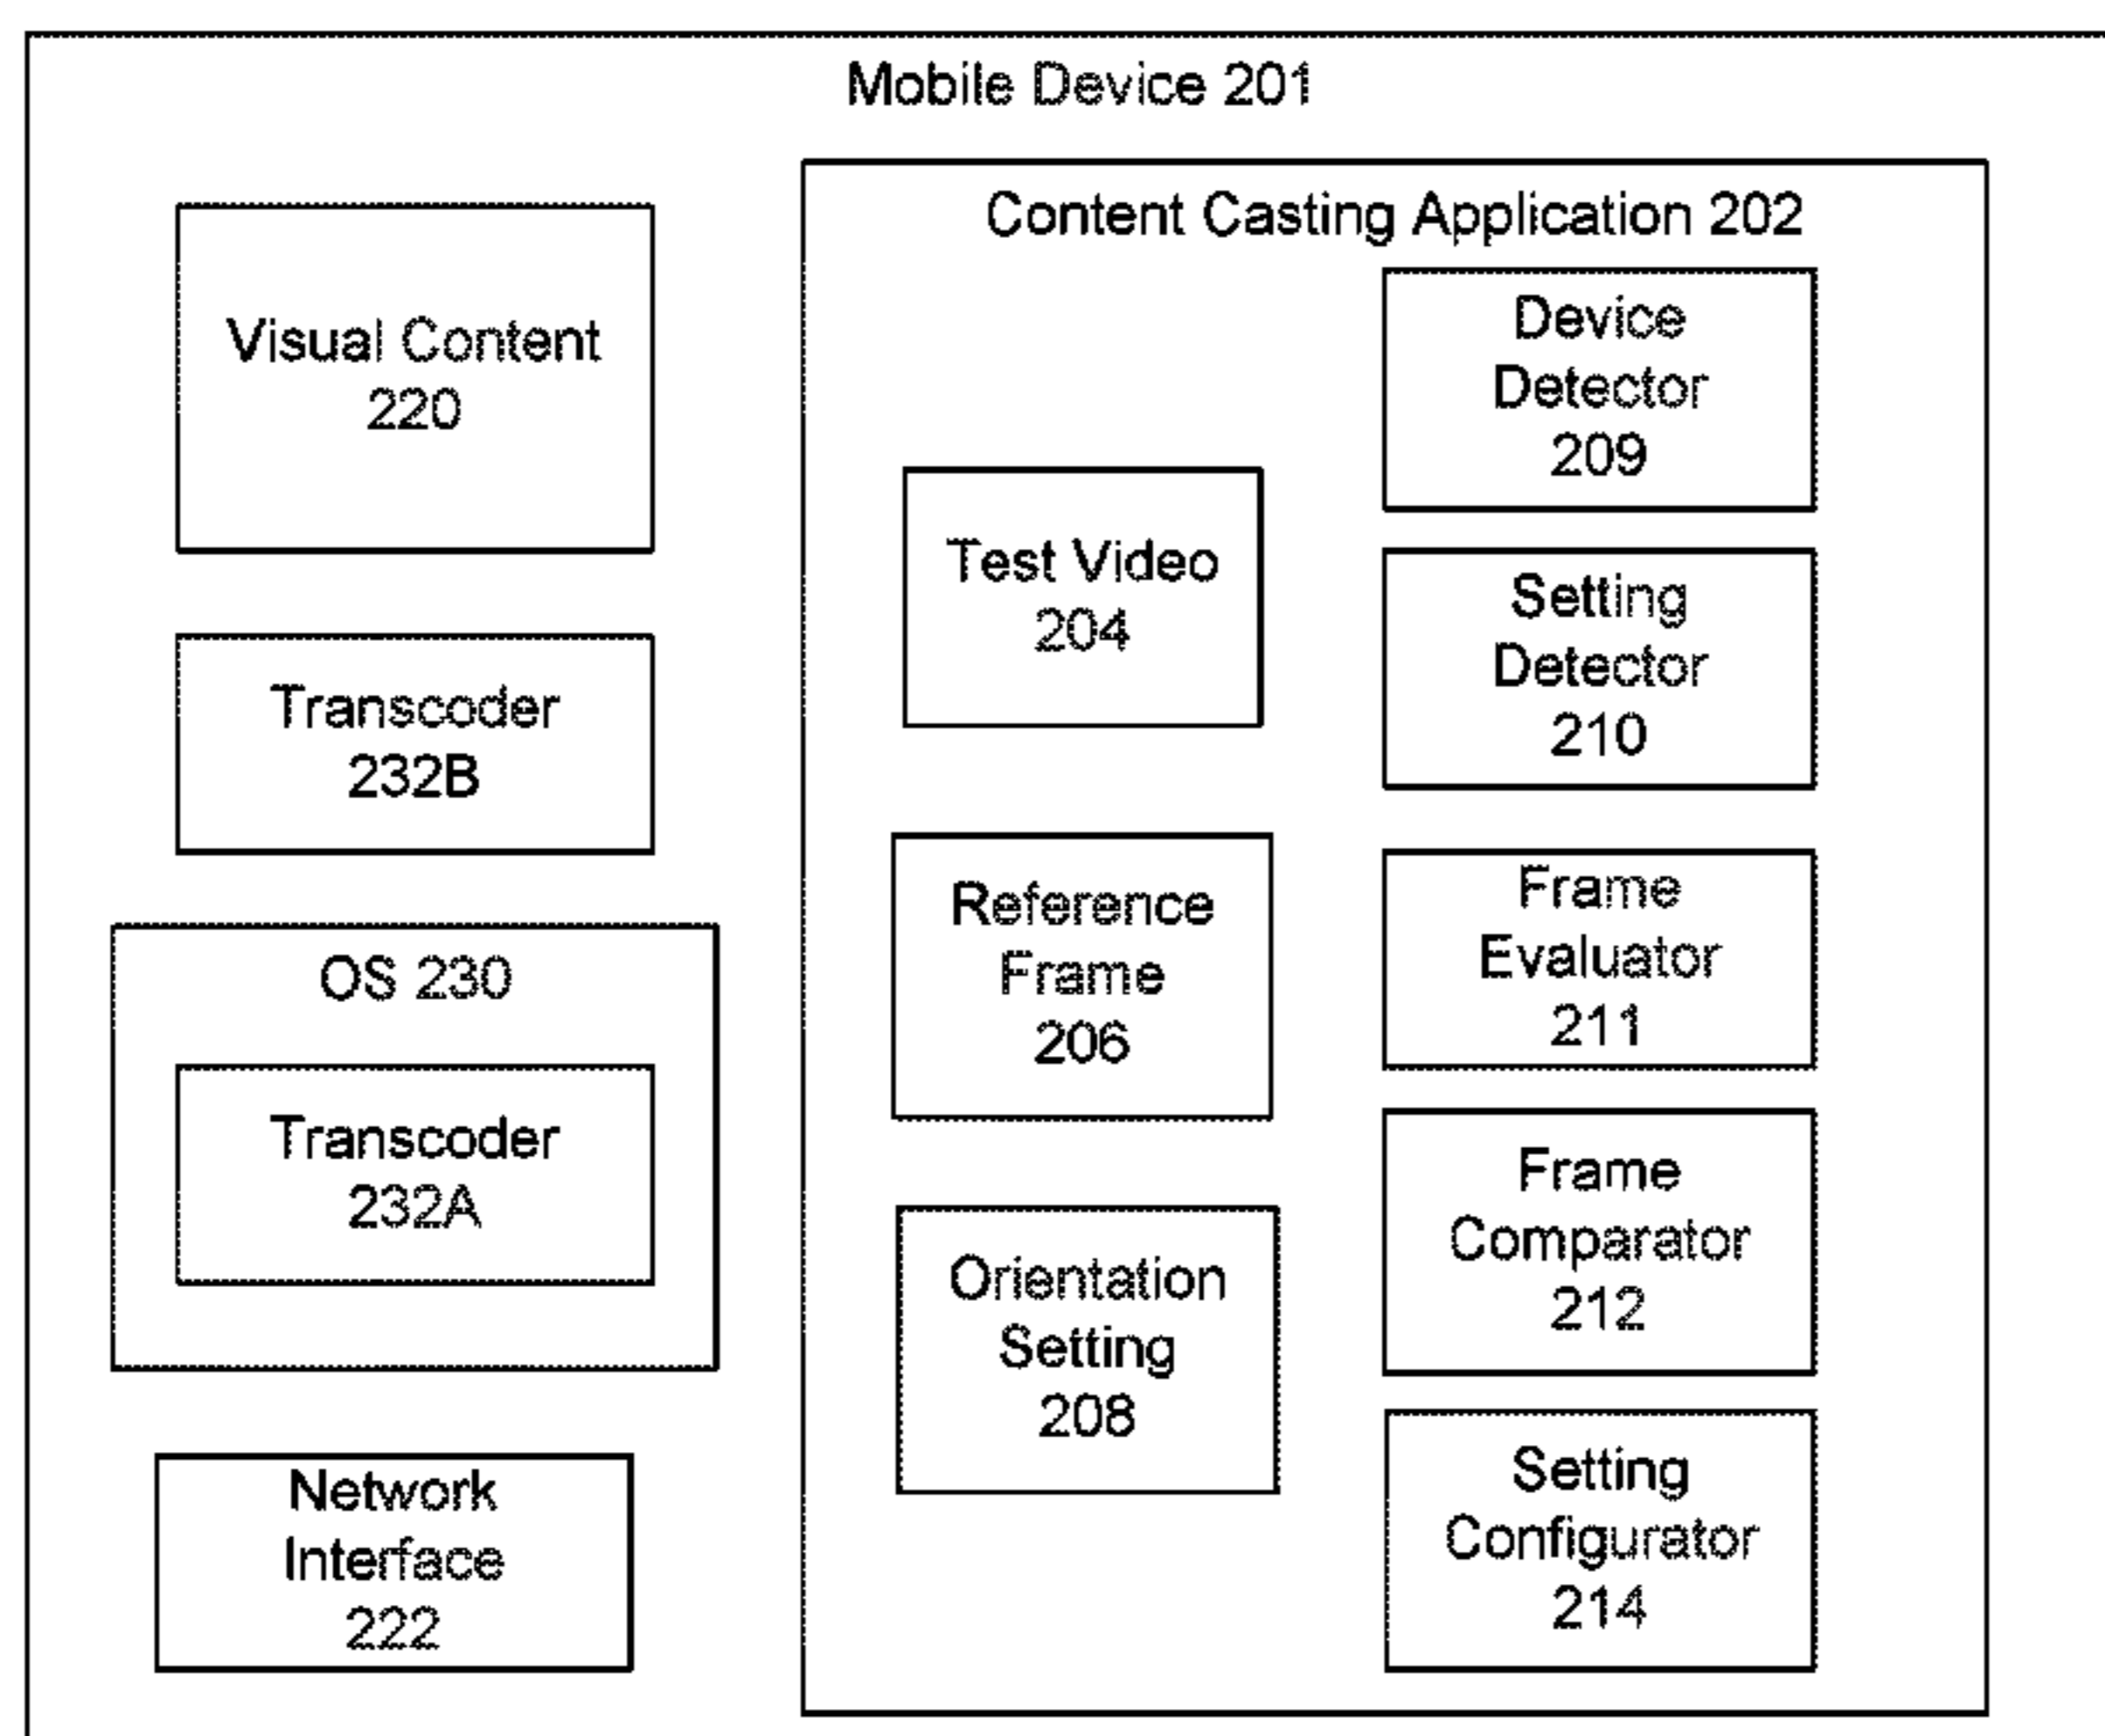 Mobile Device 201
Visual Content
220
Transcoder
232B
OS 230
Transcoder
232A
Network
Interface
222
Content Casting Application 202
Test Video
204
Reference
Frame
206
Orientation
Setting
208
Device
Detector
209
Setting
Detector
210
Frame
Evaluator
211
Frame
Comparator
212
Setting
Configurator
214